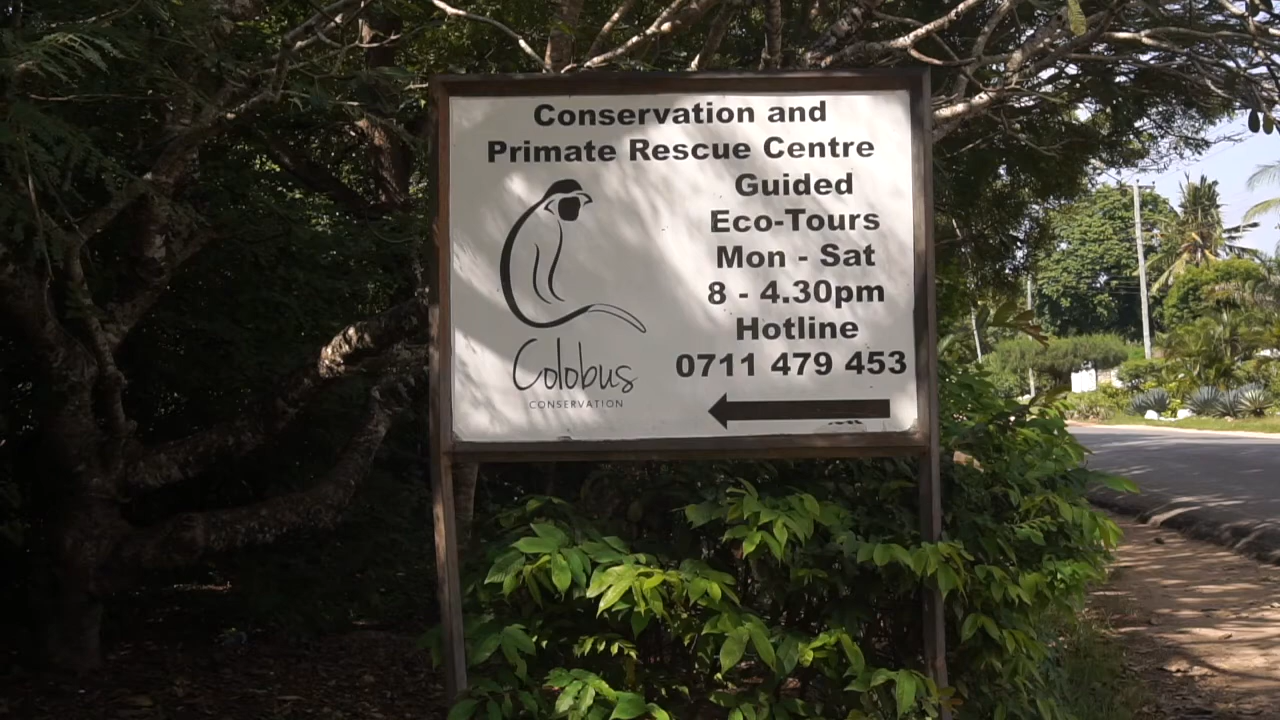 Conservation and
Primate Rescue Centre
Guided
Eco-Tours
Mon - Sat
8 - 4.30pm
Hotline
0711 479 453
Colobus
CONSERVATION